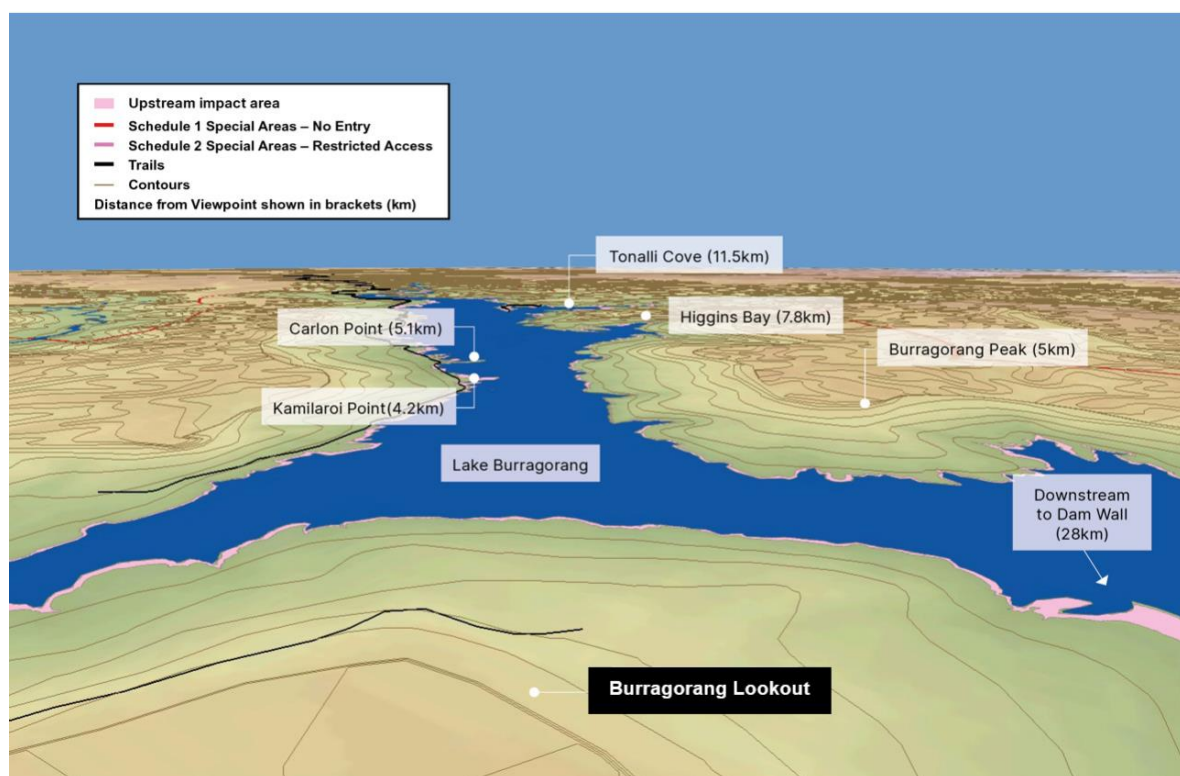 Upstream impact area
Schedule 1 Special Areas – No Entry
Schedule 2 Special Areas – Restricted Access
Trails
Contours
Distance from Viewpoint shown in brackets (km)
Tonalli Cove (11.5km)
Carlon Point (5.1km)
Higgins Bay (7.8km)
Burragorang Peak (5km)
Kamilaroi Point(4.2km)
Lake Burragorang
Downstream
to Dam Wall
(28km)
Burragorang Lookout